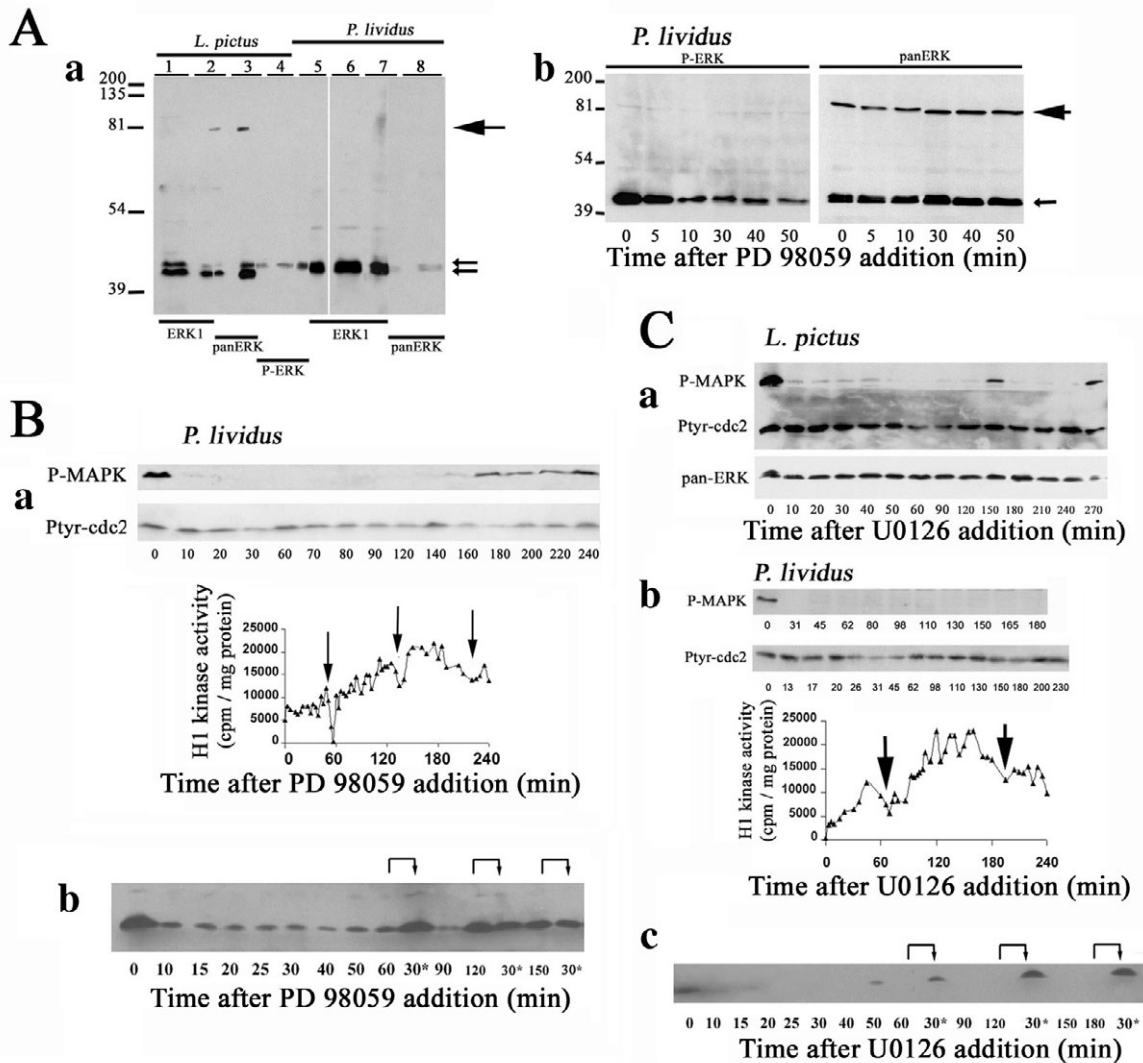 A
L. pictus P. lividus
a
1 2 3 4 5 6 7 8
200
135
81
54
39
ERK1 panERK P-ERK ERK1 panERK
b
P. lividus
P-ERK panERK
200
81
54
39
0 5 10 30 40 50 0 5 10 30 40 50
Time after PD 98059 addition (min)
B
P. lividus
a
P-MAPK
Ptyr-cdc2
0 10 20 30 60 70 80 90 120 140 160 180 200 220 240
H1 kinase activity
(cpm / mg protein)
25000
20000
15000
10000
5000
0
0 60 120 180 240
Time after PD 98059 addition (min)
b
0 10 15 20 25 30 40 50 60 30* 90 120 30* 150 30*
Time after PD 98059 addition (min)
C
L. pictus
a
P-MAPK
Ptyr-cdc2
pan-ERK
0 10 20 30 40 50 60 90 120 150 180 210 240 270
Time after U0126 addition (min)
P. lividus
b
P-MAPK
0 31 45 62 80 98 110 130 150 165 180
Ptyr-cdc2
0 13 17 20 26 31 45 62 98 110 130 150 180 200 230
H1 kinase activity
(cpm / mg protein)
25000
20000
15000
10000
5000
0
0 60 120 180 240
Time after U0126 addition (min)
c
0 10 15 20 25 30 40 50 60 30* 90 120 30* 150 180 30*
Time after U0126 addition (min)